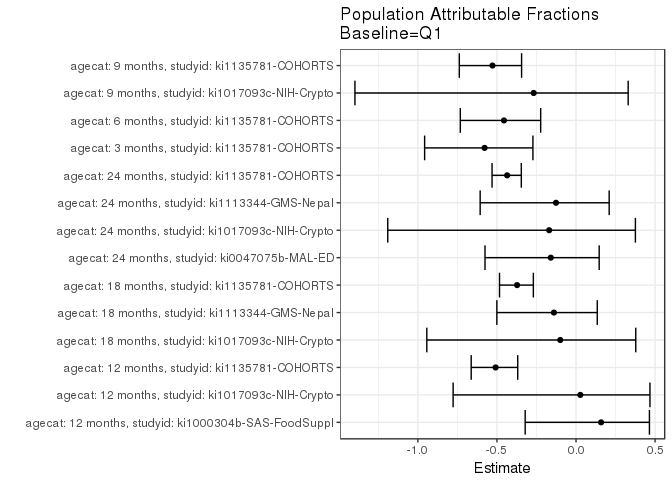 Population Attributable Fractions
Baseline=Q1
agecat: 9 months, studyid: ki1135781-COHORTS
agecat: 9 months, studyid: ki1017093c-NIH-Crypto
agecat: 6 months, studyid: ki1135781-COHORTS
agecat: 3 months, studyid: ki1135781-COHORTS
agecat: 24 months, studyid: ki1135781-COHORTS
agecat: 24 months, studyid: ki1113344-GMS-Nepal
agecat: 24 months, studyid: ki1017093c-NIH-Crypto
agecat: 24 months, studyid: ki0047075b-MAL-ED
agecat: 18 months, studyid: ki1135781-COHORTS
agecat: 18 months, studyid: ki1113344-GMS-Nepal
agecat: 18 months, studyid: ki1017093c-NIH-Crypto
agecat: 12 months, studyid: ki1135781-COHORTS
agecat: 12 months, studyid: ki1017093c-NIH-Crypto
agecat: 12 months, studyid: ki1000304b-SAS-FoodSuppl
-1.0 -0.5 0.0 0.5
Estimate